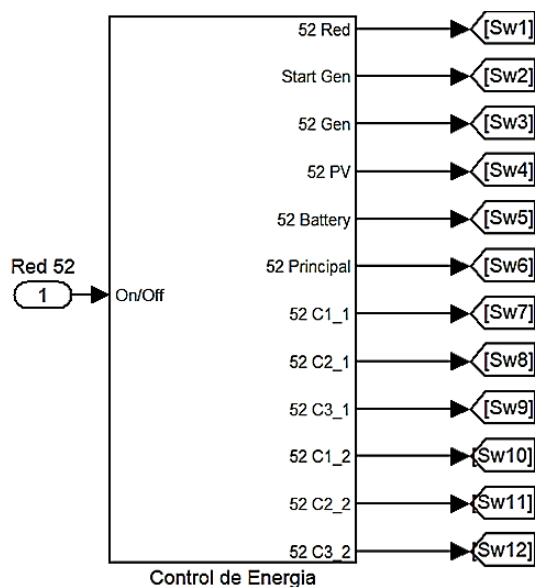 52 Red [Sw1]
Start Gen [Sw2]
52 Gen [Sw3]
52 PV [Sw4]
52 Battery [Sw5]
52 Principal [Sw6]
Red 52
1 On/Off
52 C1_1 [Sw7]
52 C2_1 [Sw8]
52 C3_1 [Sw9]
52 C1_2 [Sw10]
52 C2_2 [Sw11]
52 C3_2 [Sw12]
Control de Energia